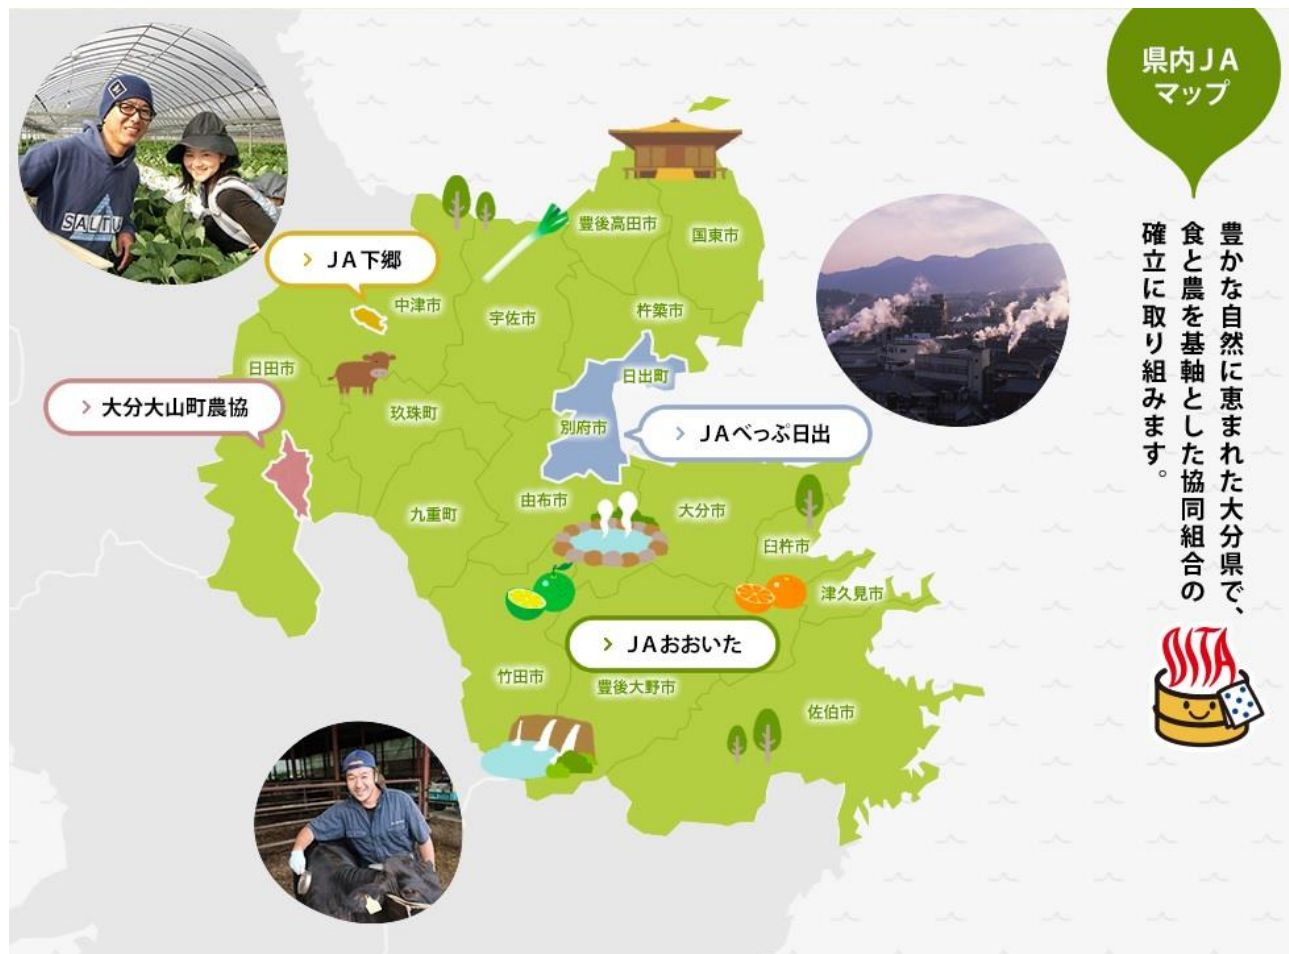 県内JA
マップ
豊かな自然に恵まれた大分県で、
食と農を基軸とした協同組合の
確立に取り組みます。
SALTU
豊後高田市
国東市
JA下郷
中津市
宇佐市
杵築市
日田市
日出町
大分大山町農協
玖珠町
別府市
JAべっぷ日出
由布市
大分市
九重町
臼杵市
津久見市
JAおおいた
竹田市
豊後大野市
佐伯市
OITA